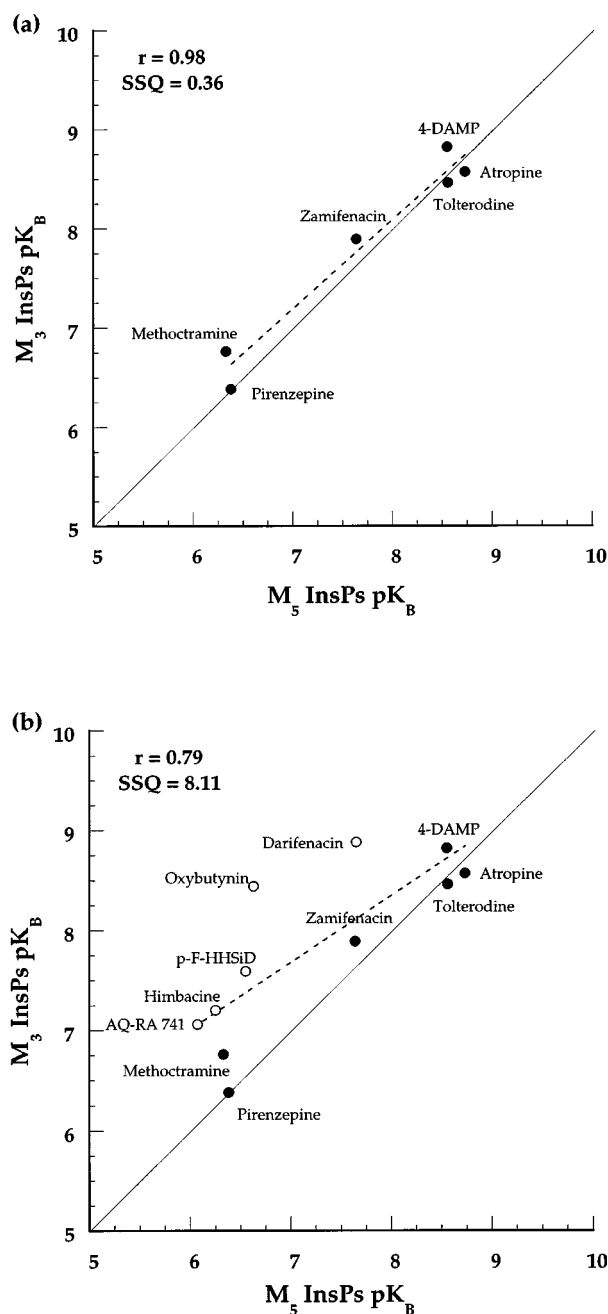 (a)
10
r = 0.98
SSQ = 0.36
9
4-DAMP
Atropine
Tolterodine
8
Zamifenacin
M3 InsPs pKB
7
Methoctramine
Pirenzepine
6
5
5 6 7 8 9 10
M5 InsPs pKB
(b)
10
r = 0.79
SSQ = 8.11
9
Darifenacin
4-DAMP
Atropine
Oxybutynin
Tolterodine
8
Zamifenacin
p-F-HHSiD
M3 InsPs pKB
Himbacine
7
AQ-RA 741
Methoctramine
Pirenzepine
6
5
5 6 7 8 9 10
M5 InsPs pKB